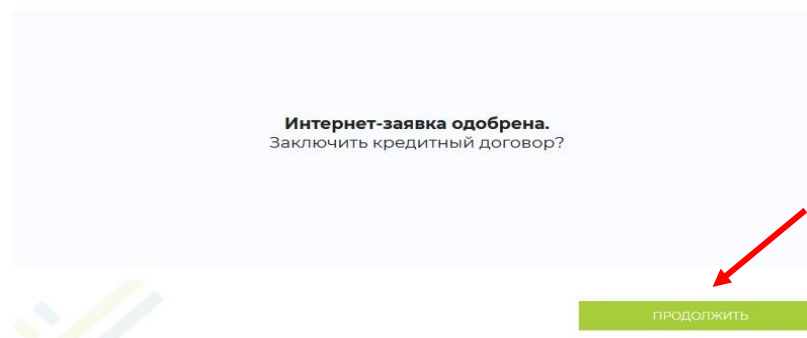 Интернет-заявка одобрена.
Заключить кредитный договор?
ПРОДОЛЖИТЬ